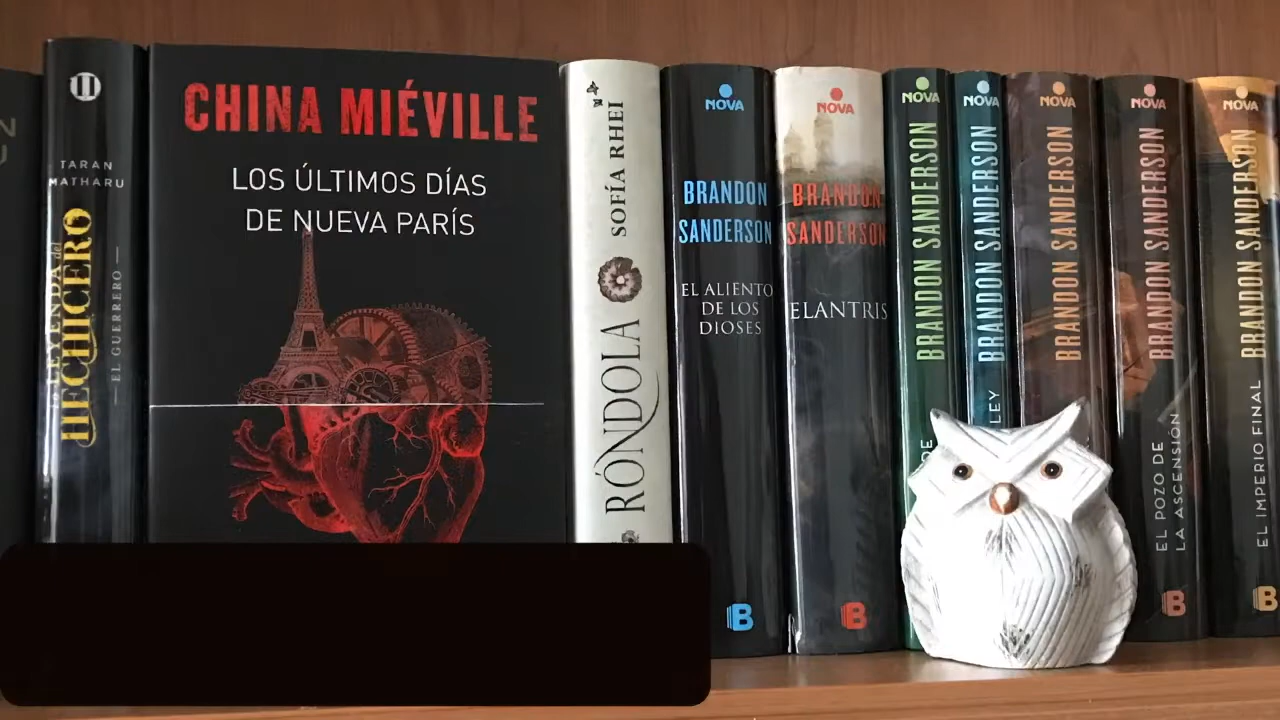 TARAN
MATHARU
LA LEYENDA del
HECHICERO
— EL GUERRERO —
CHINA MIÉVILLE
LOS ÚLTIMOS DÍAS
DE NUEVA PARÍS
RÓNDOLA
SOFÍA RHEI
NOVA
BRANDON
SANDERSON
EL ALIENTO
DE LOS
DIOSES
B
NOVA
BRANDON
SANDERSON
ELANTRIS
B
NOVA
BRANDON SANDERSON
NOVA
BRANDON SANDERSON
NOVA
BRANDON SANDERSON
NOVA
BRANDON SANDERSON
EL POZO DE
LA ASCENSIÓN
B
NOVA
BRANDON SANDERSON
EL IMPERIO FINAL
B